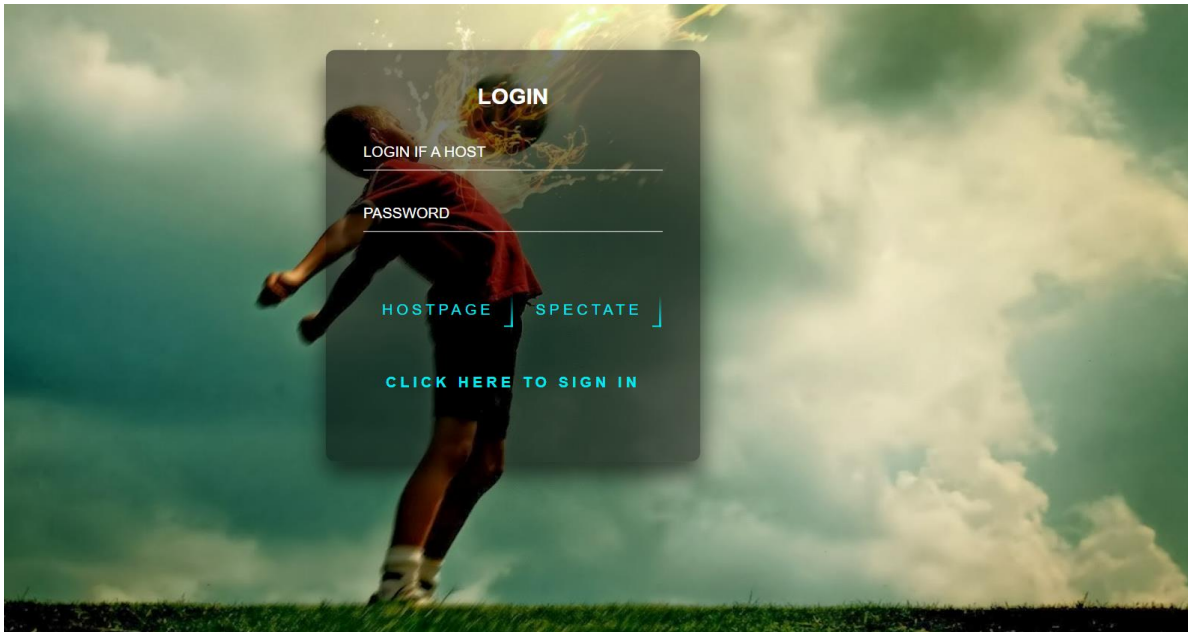 LOGIN
LOGIN IF A HOST
PASSWORD
HOSTPAGE SPECTATE
CLICK HERE TO SIGN IN